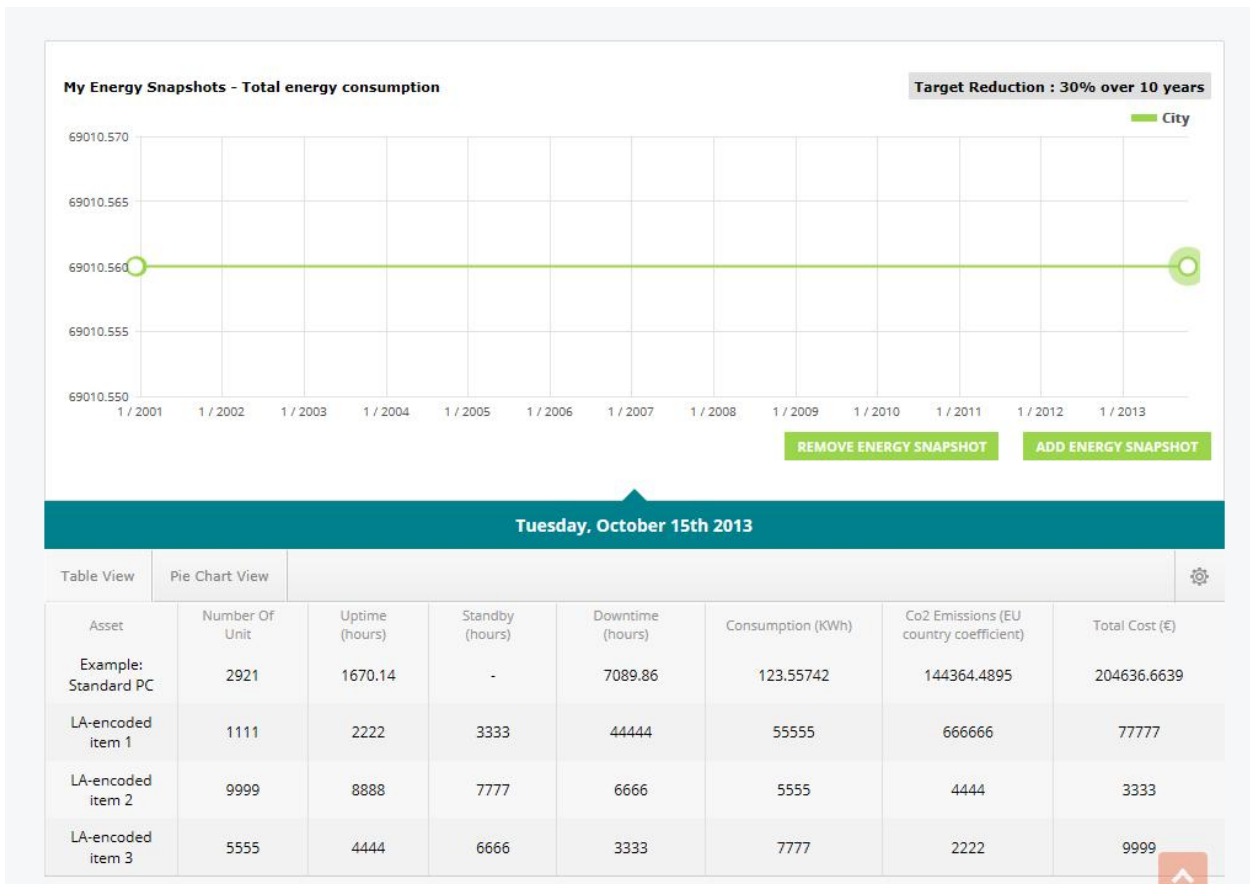 My Energy Snapshots - Total energy consumption
Target Reduction : 30% over 10 years
City
69010.570
69010.565
69010.560
69010.555
69010.550
1 / 2001 1 / 2002 1 / 2003 1 / 2004 1 / 2005 1 / 2006 1 / 2007 1 / 2008 1 / 2009 1 / 2010 1 / 2011 1 / 2012 1 / 2013
REMOVE ENERGY SNAPSHOT ADD ENERGY SNAPSHOT
Tuesday, October 15th 2013
Table View Pie Chart View
Asset Number Of Unit Uptime (hours) Standby (hours) Downtime (hours) Consumption (KWh) Co2 Emissions (EU country coefficient) Total Cost (€)
Example: Standard PC 2921 1670.14 - 7089.86 123.55742 144364.4895 204636.6639
LA-encoded item 1 1111 2222 3333 44444 55555 666666 77777
LA-encoded item 2 9999 8888 7777 6666 5555 4444 3333
LA-encoded item 3 5555 4444 6666 3333 7777 2222 9999